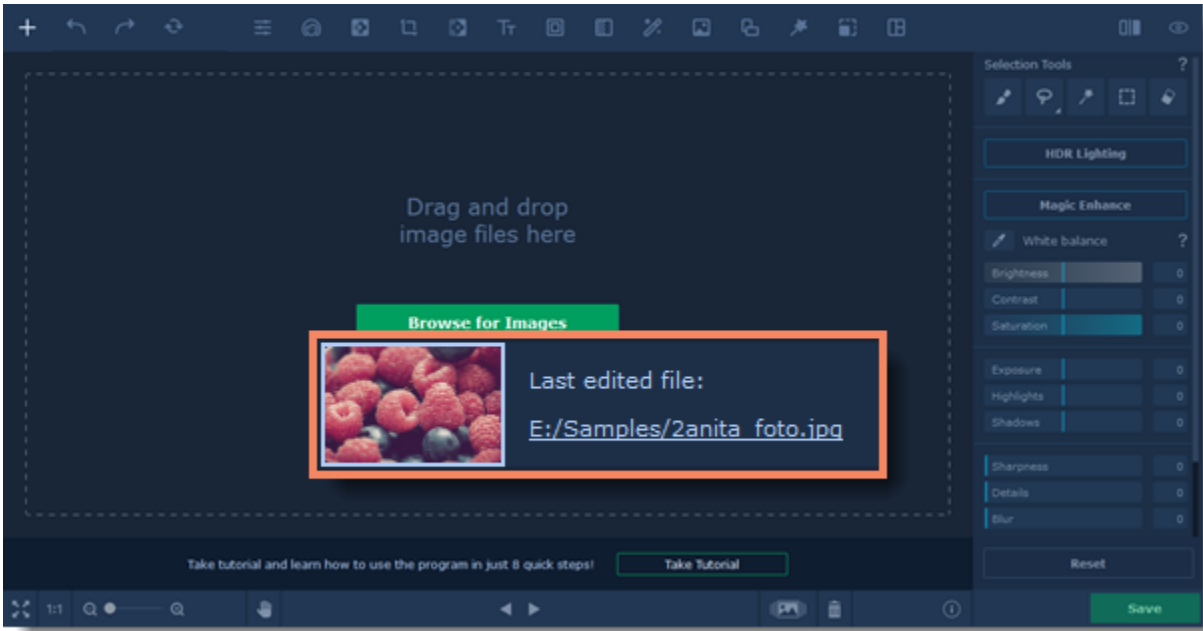 Tт
Selection Tools ?
HDR Lighting
Magic Enhance
White balance ?
Brightness 0
Contrast 0
Saturation 0
Exposure 0
Highlights 0
Shadows 0
Sharpness 0
Details 0
Blur 0
Reset
Save
Drag and drop
image files here
Browse for Images
Last edited file:
E:/Samples/2anita_foto.jpg
Take tutorial and learn how to use the program in just 8 quick steps! Take Tutorial
1:1